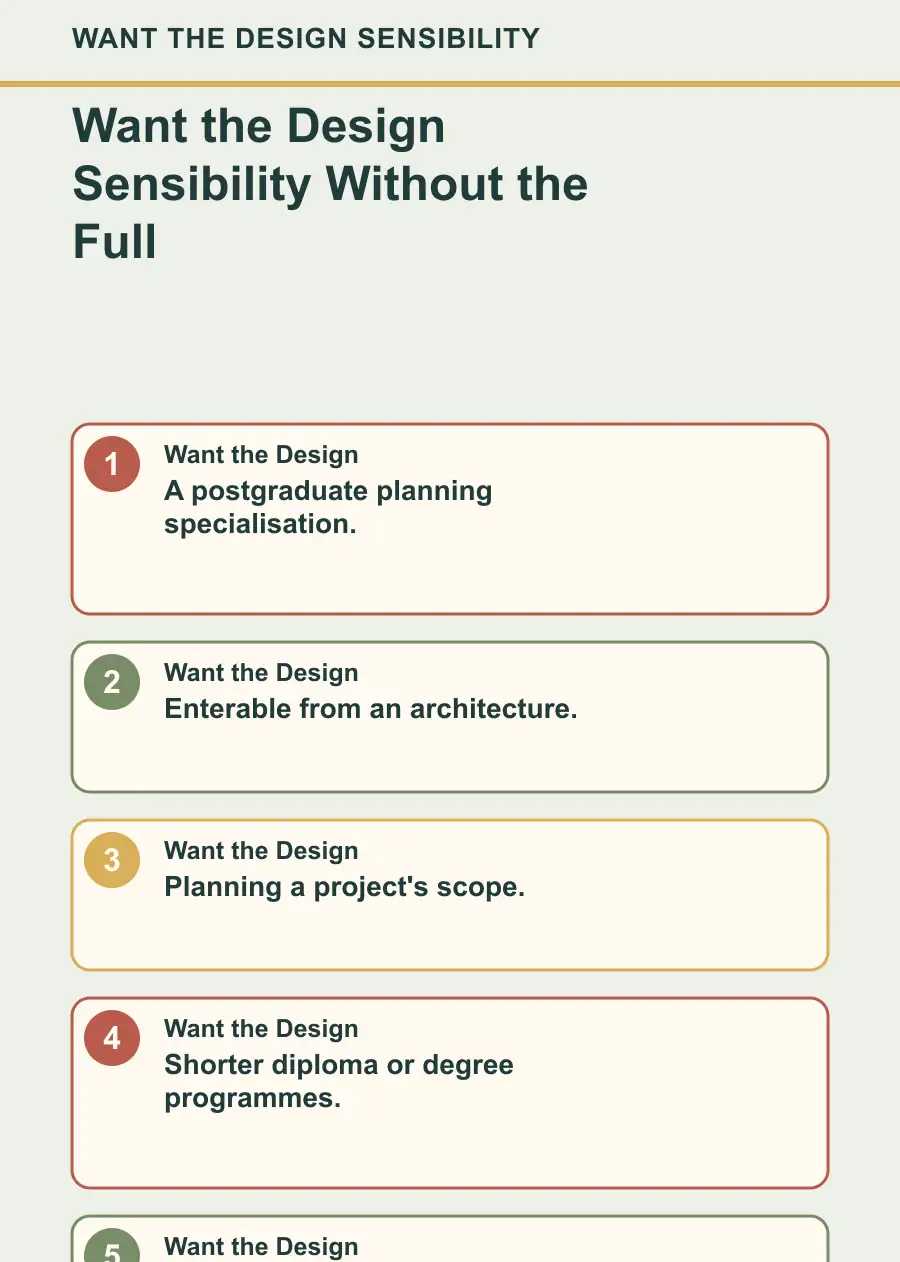 WANT THE DESIGN SENSIBILITY
Want the Design
Sensibility Without the
Full
1
Want the Design
A postgraduate planning
specialisation.
2
Want the Design
Enterable from an architecture.
3
Want the Design
Planning a project's scope.
4
Want the Design
Shorter diploma or degree
programmes.
5
Want the Design